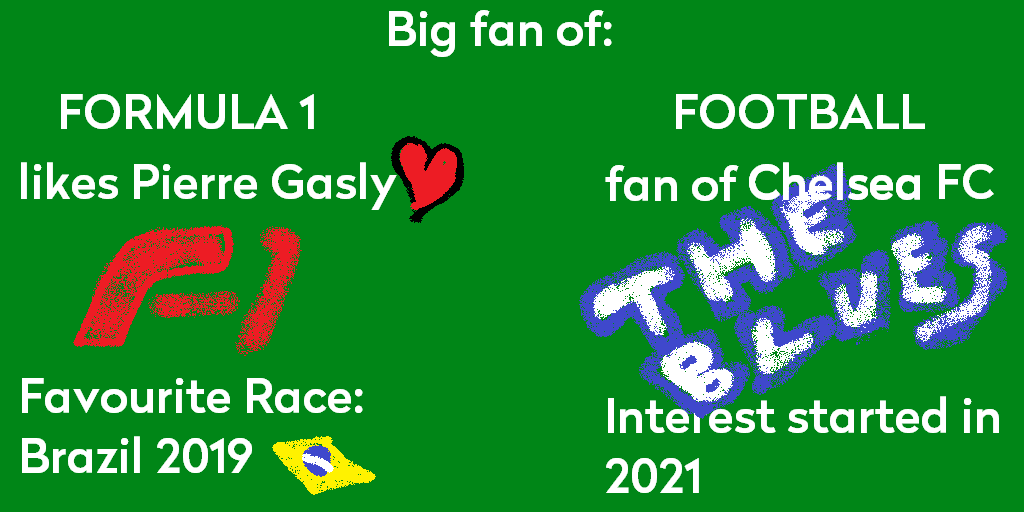 Big fan of:
FORMULA 1
likes Pierre Gasly
F1
Favourite Race:
Brazil 2019
FOOTBALL
fan of Chelsea FC
THE
BLUES
Interest started in
2021